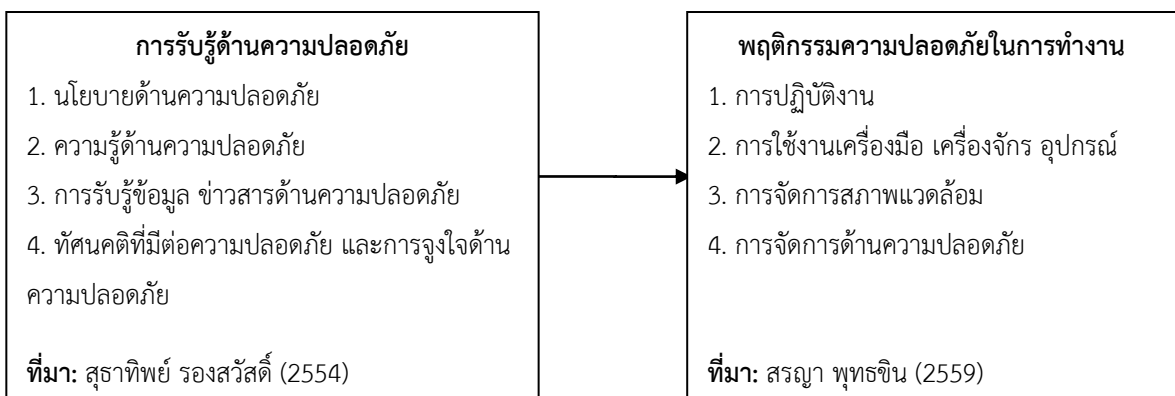 การรับรู้ด้านความปลอดภัย
1. นโยบายด้านความปลอดภัย
2. ความรู้ด้านความปลอดภัย
3. การรับรู้ข้อมูล ข่าวสารด้านความปลอดภัย
4. ทัศนคติที่มีต่อความปลอดภัย และการจูงใจด้าน
ความปลอดภัย
ที่มา: สุธาทิพย์ รองสวัสดิ์ (2554)
พฤติกรรมความปลอดภัยในการทำงาน
1. การปฏิบัติงาน
2. การใช้งานเครื่องมือ เครื่องจักร อุปกรณ์
3. การจัดการสภาพแวดล้อม
4. การจัดการด้านความปลอดภัย
ที่มา: สรญา พุทธขิน (2559)